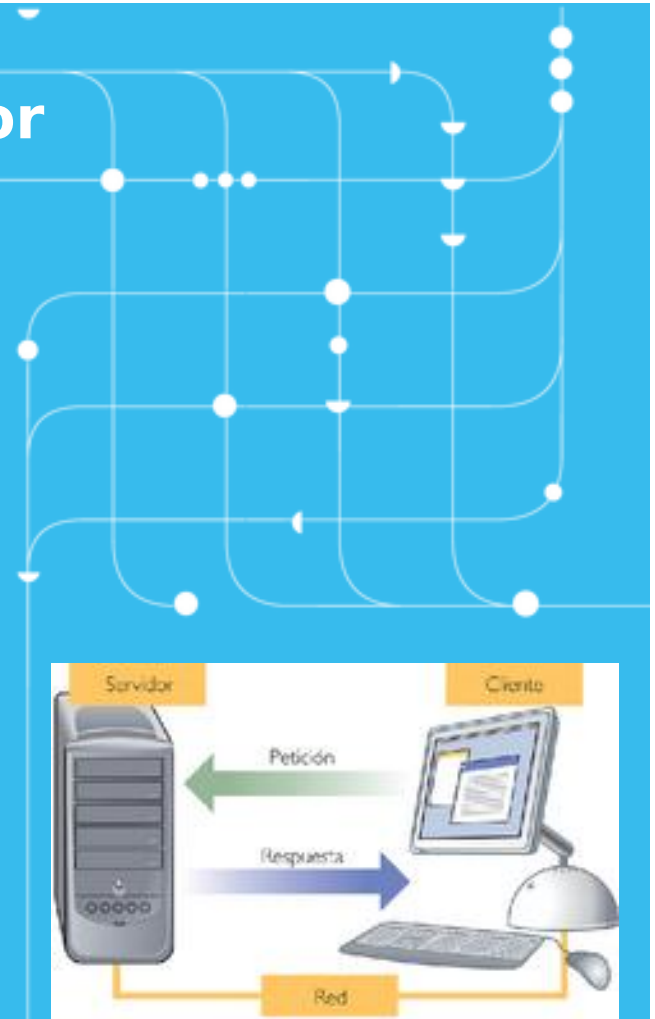 or
Servidor
Cliente
Petición
Respuesta
Red